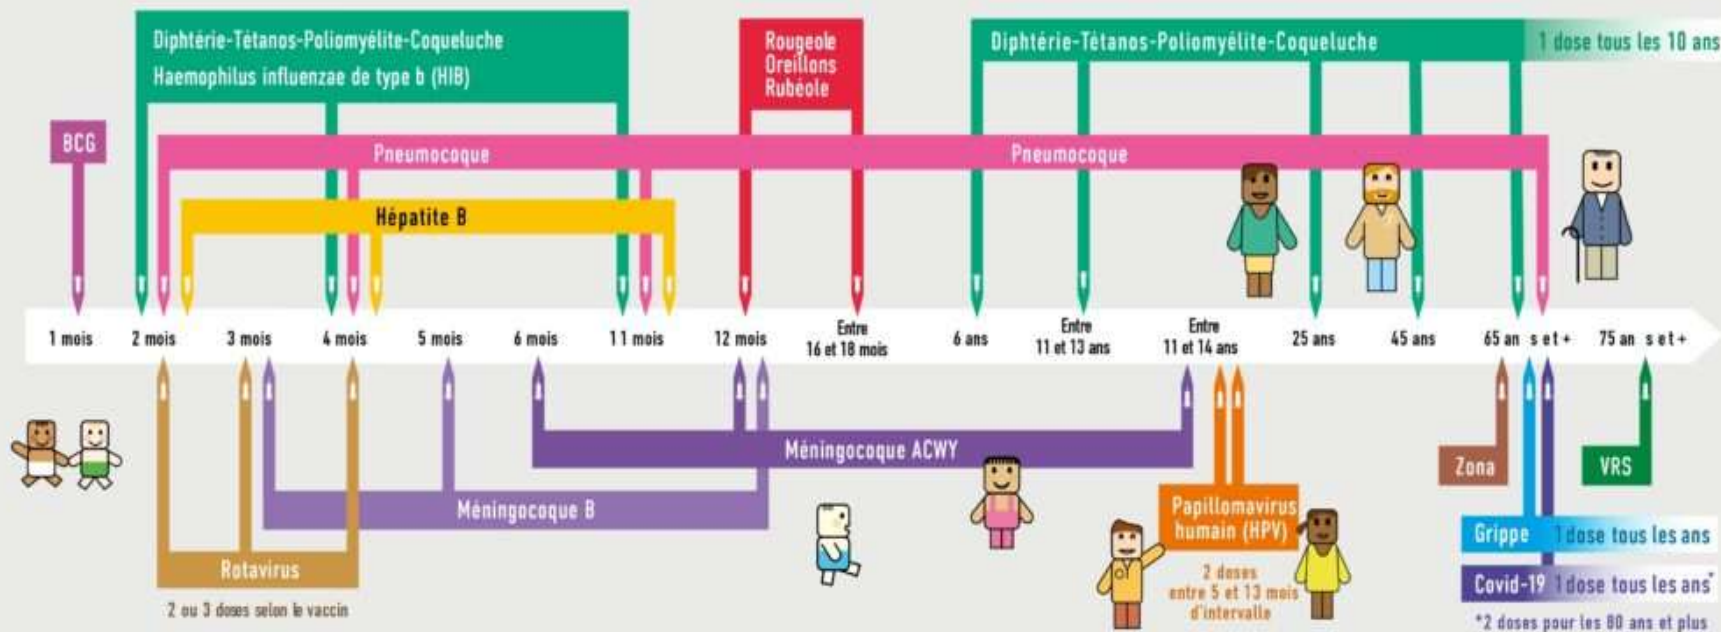 Diphtérie-Tétanos-Poliomyélite-Coqueluche
Haemophilus influenzae de type b (HIB)
Rougeole
Oreillons
Rubéole
Diphtérie-Tétanos-Poliomyélite-Coqueluche
1 dose tous les 10 ans
BCG
Pneumocoque
Pneumocoque
Hépatite B
1 mois
2 mois
3 mois
4 mois
5 mois
6 mois
11 mois
12 mois
Entre
16 et 18 mois
6 ans
Entre
11 et 13 ans
Entre
11 et 14 ans
25 ans
45 ans
65 an s et +
75 an s et +
Méningocoque ACWY
Zona
VRS
Méningocoque B
Papillomavirus
humain (HPV)
Grippe 1 dose tous les ans
Rotavirus
2 doses
entre 5 et 13 mois
d'intervalle
Covid-19 1 dose tous les ans*
2 ou 3 doses selon le vaccin
*2 doses pour les 80 ans et plus